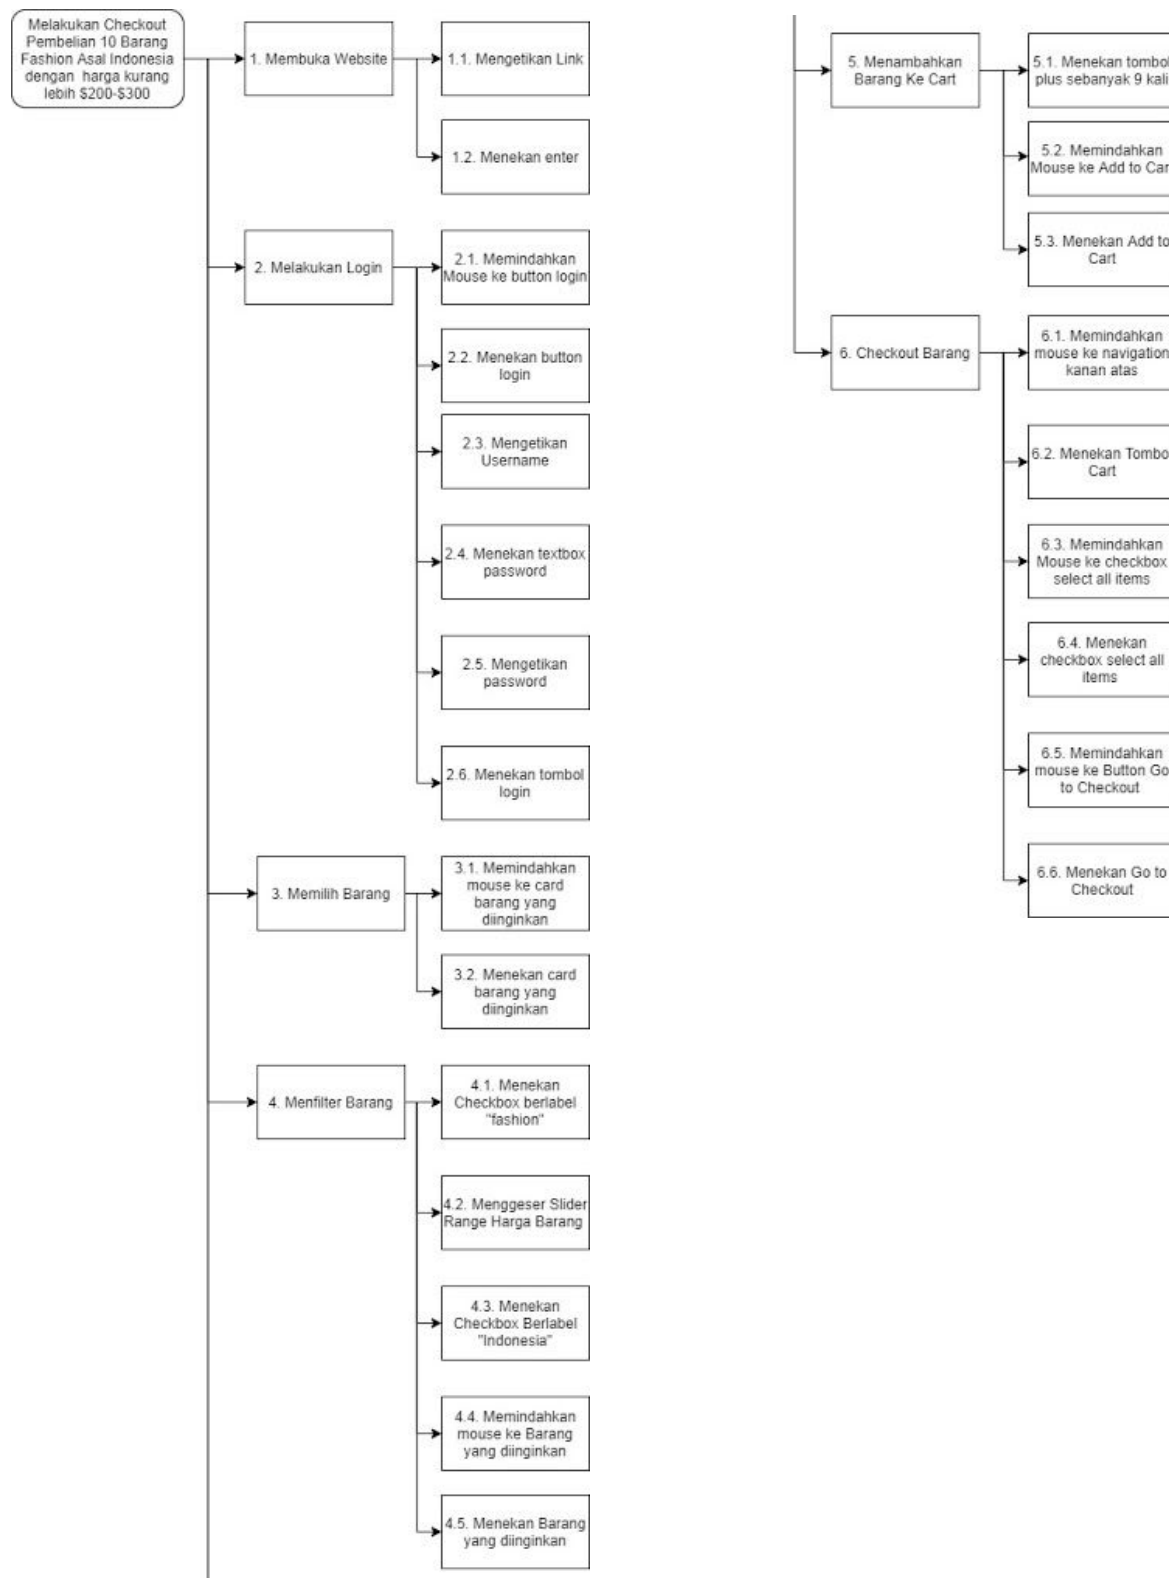 Melakukan Checkout
Pembelian 10 Barang
Fashion Asal Indonesia
dengan harga kurang
lebih $200-$300
1. Membuka Website
1.1. Mengetikan Link
1.2. Menekan enter
2. Melakukan Login
2.1. Memindahkan
Mouse ke button login
2.2. Menekan button
login
2.3. Mengetikan
Username
2.4. Menekan textbox
password
2.5. Mengetikan
password
2.6. Menekan tombol
login
3. Memilih Barang
3.1. Memindahkan
mouse ke card
barang yang
diinginkan
3.2. Menekan card
barang yang
diinginkan
4. Menfilter Barang
4.1. Menekan
Checkbox berlabel
"fashion"
4.2. Menggeser Slider
Range Harga Barang
4.3. Menekan
Checkbox Berlabel
"Indonesia"
4.4. Memindahkan
mouse ke Barang
yang diinginkan
4.5. Menekan Barang
yang diinginkan
5. Menambahkan
Barang Ke Cart
5.1. Menekan tombol
plus sebanyak 9 kali
5.2. Memindahkan
Mouse ke Add to Car
5.3. Menekan Add to
Cart
6. Checkout Barang
6.1. Memindahkan
mouse ke navigation
kanan atas
6.2. Menekan Tombo
Cart
6.3. Memindahkan
Mouse ke checkbox
select all items
6.4. Menekan
checkbox select all
items
6.5. Memindahkan
mouse ke Button Go
to Checkout
6.6. Menekan Go to
Checkout